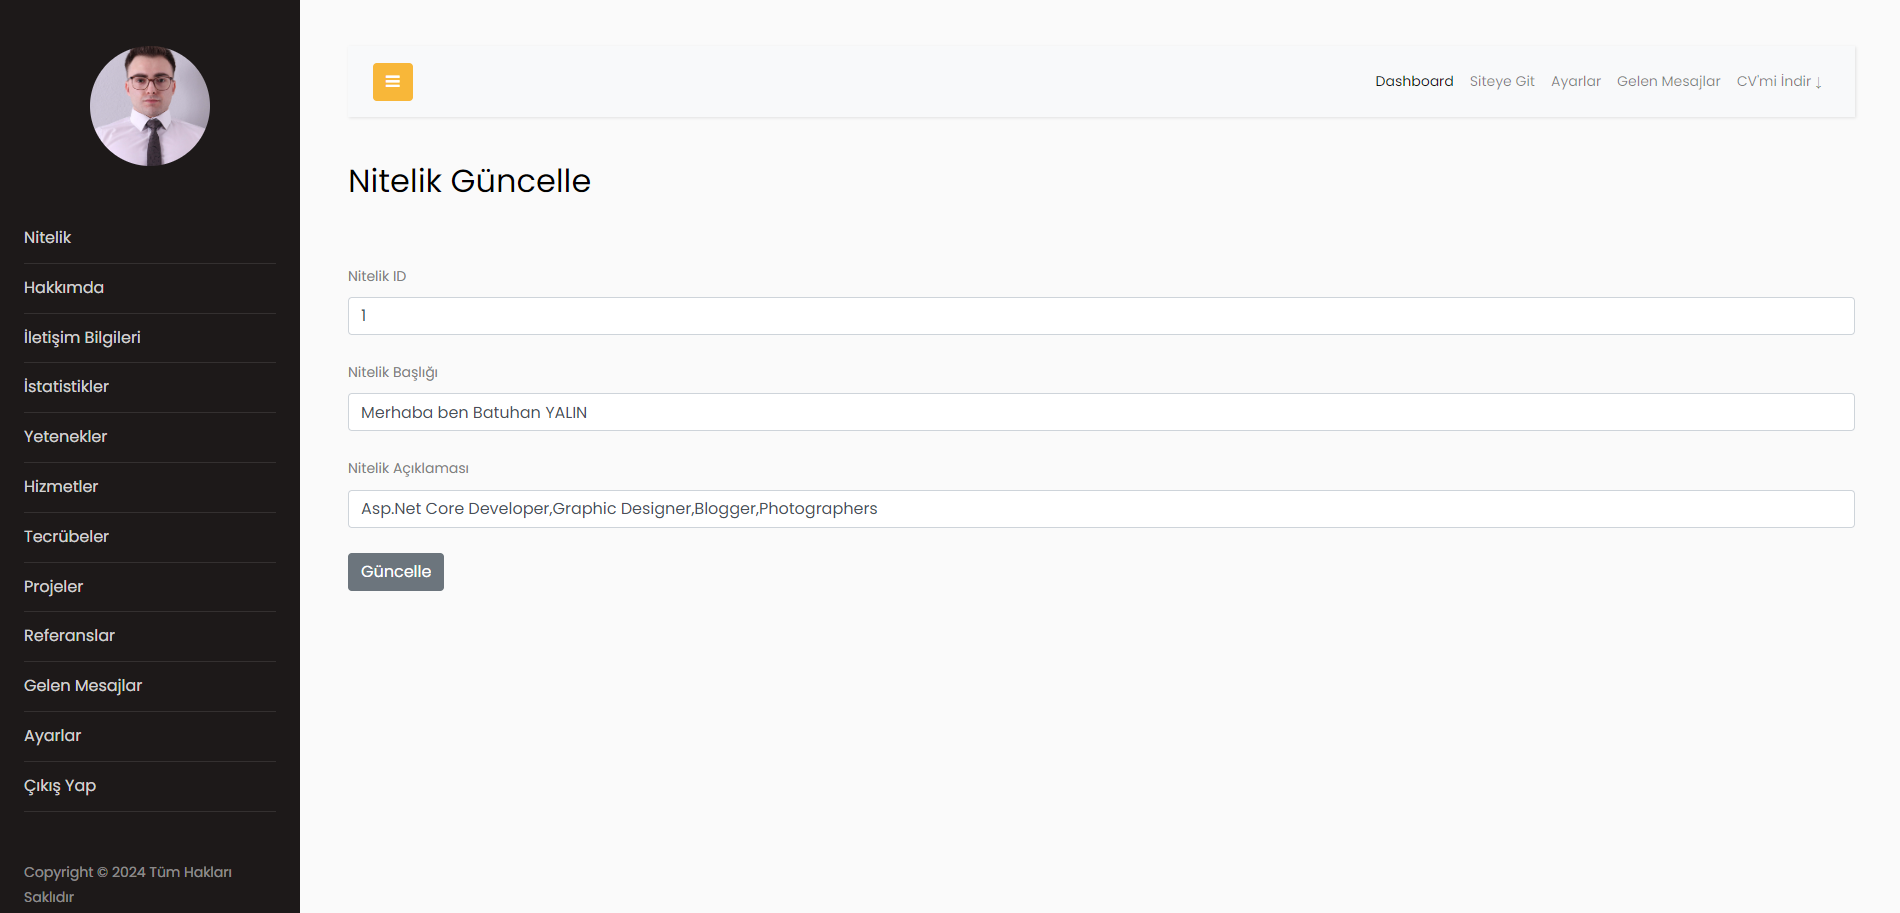 Nitelik
Hakkımda
İletişim Bilgileri
İstatistikler
Yetenekler
Hizmetler
Tecrübeler
Projeler
Referanslar
Gelen Mesajlar
Ayarlar
Çıkış Yap
Copyright © 2024 Tüm Hakları
Saklıdır
Dashboard Siteye Git Ayarlar Gelen Mesajlar CV'mi İndir ↓
Nitelik Güncelle
Nitelik ID
1
Nitelik Başlığı
Merhaba ben Batuhan YALIN
Nitelik Açıklaması
Asp.Net Core Developer,Graphic Designer,Blogger,Photographers
Güncelle